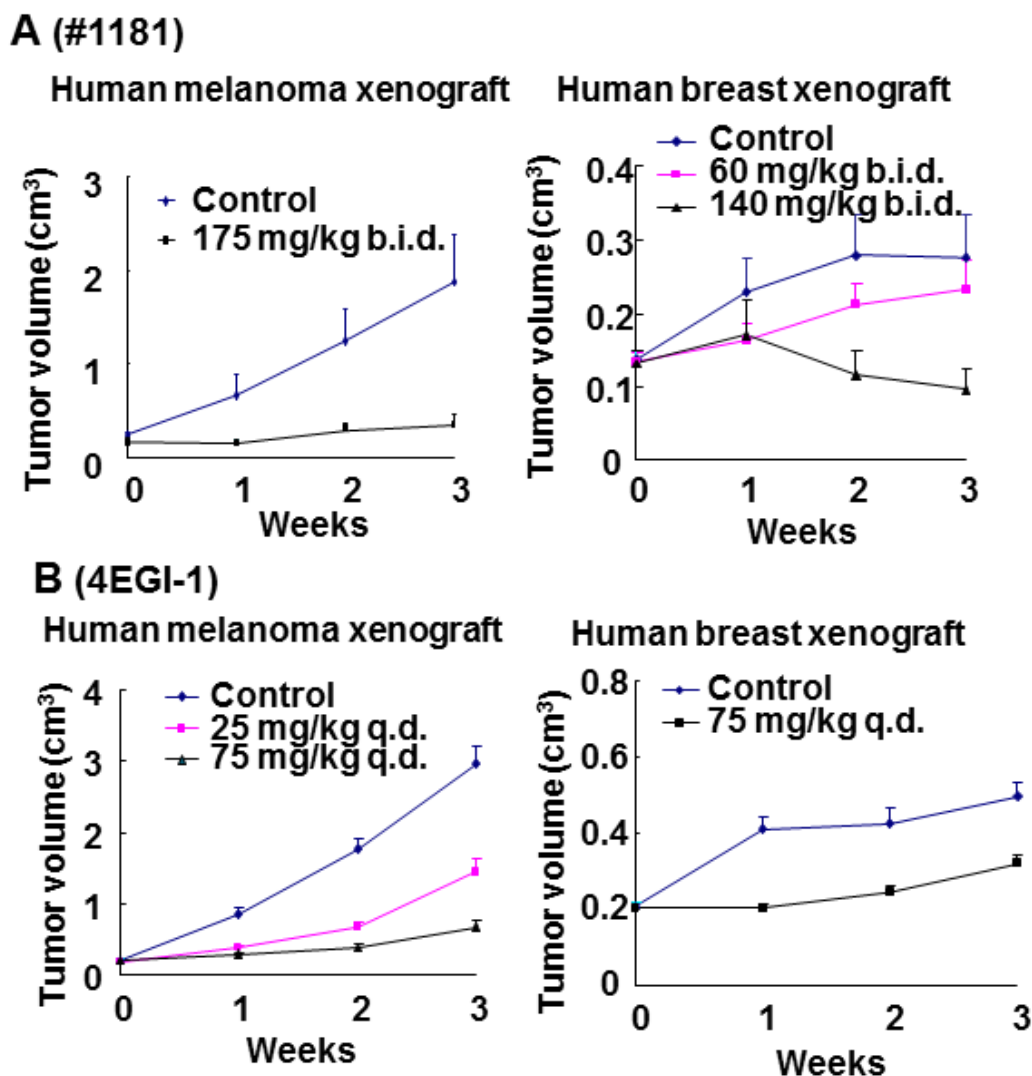 A (#1181)
Human melanoma xenograft
Tumor volume (cm³)
3
2
1
0
Control
175 mg/kg b.i.d.
0 1 2 3
Weeks
Human breast xenograft
Tumor volume (cm³)
0.4
0.3
0.2
0.1
0
Control
60 mg/kg b.i.d.
140 mg/kg b.i.d.
0 1 2 3
Weeks
B (4EGI-1)
Human melanoma xenograft
Tumor volume (cm³)
4
3
2
1
0
Control
25 mg/kg q.d.
75 mg/kg q.d.
0 1 2 3
Weeks
Human breast xenograft
Tumor volume (cm³)
0.8
0.6
0.4
0.2
0
Control
75 mg/kg q.d.
0 1 2 3
Weeks